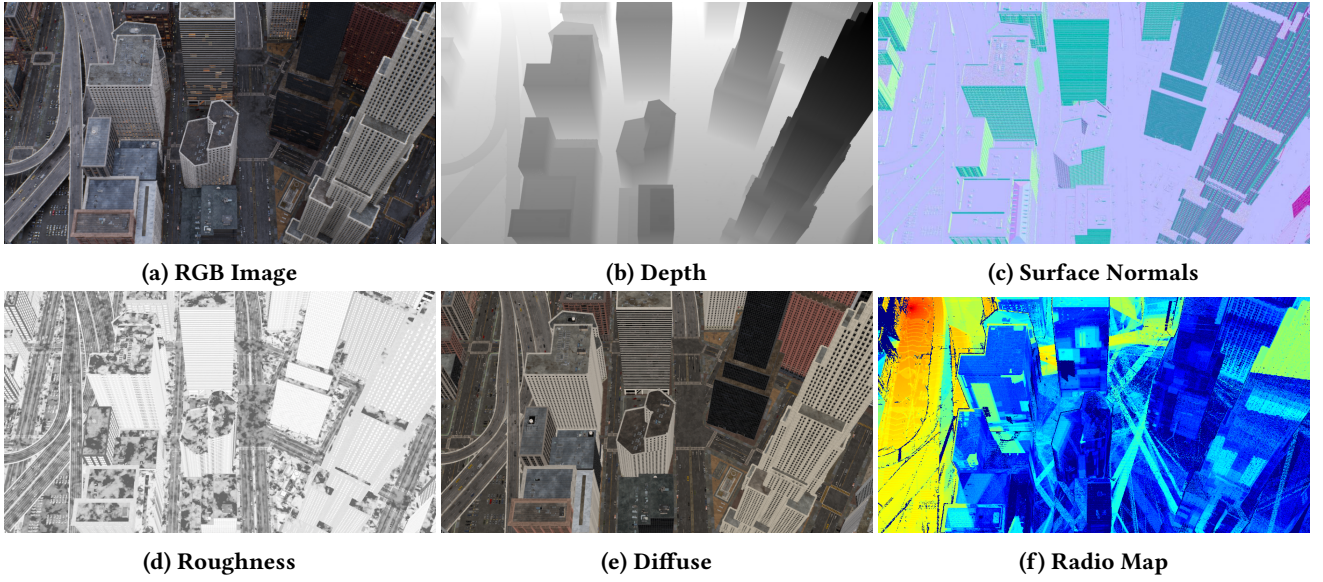 (a) RGB Image
(b) Depth
(c) Surface Normals
(d) Roughness
(e) Diffuse
(f) Radio Map